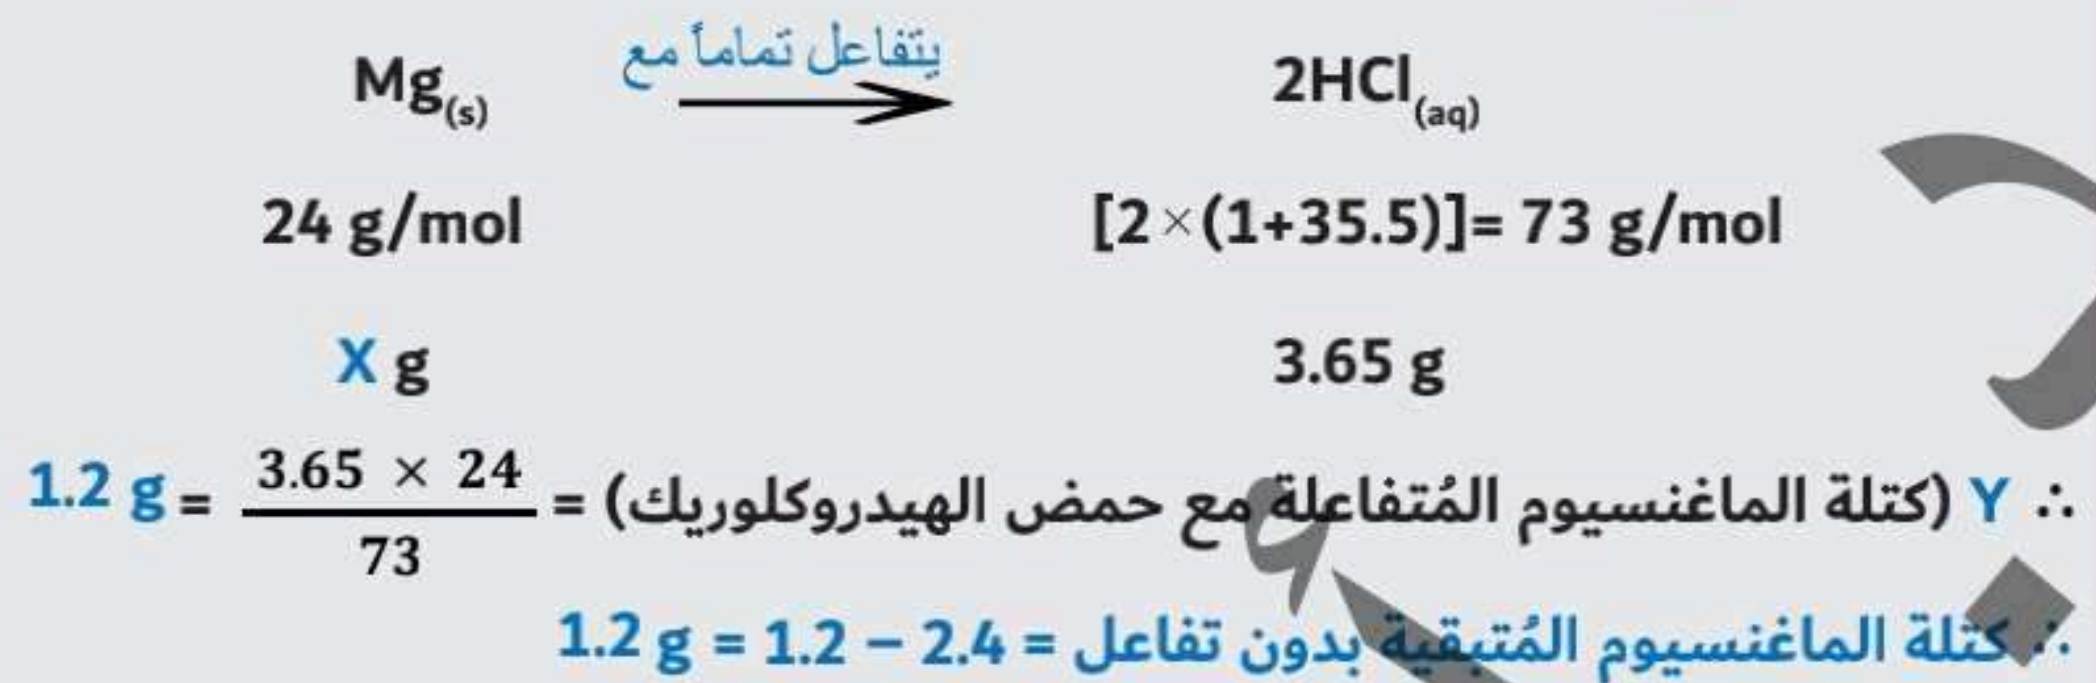 Mg(s) يتفاعل تماماً مع 2HCl(aq)
24 g/mol [2×(1+35.5)]= 73 g/mol
X g 3.65 g
∴ Y (كتلة الماغنسيوم المُتفاعلة مع حمض الهيدروكلوريك) = 3.65 × 24 / 73 = 1.2 g
∴ كتلة الماغنسيوم المُتبقية بدون تفاعل = 2.4 – 1.2 = 1.2 g